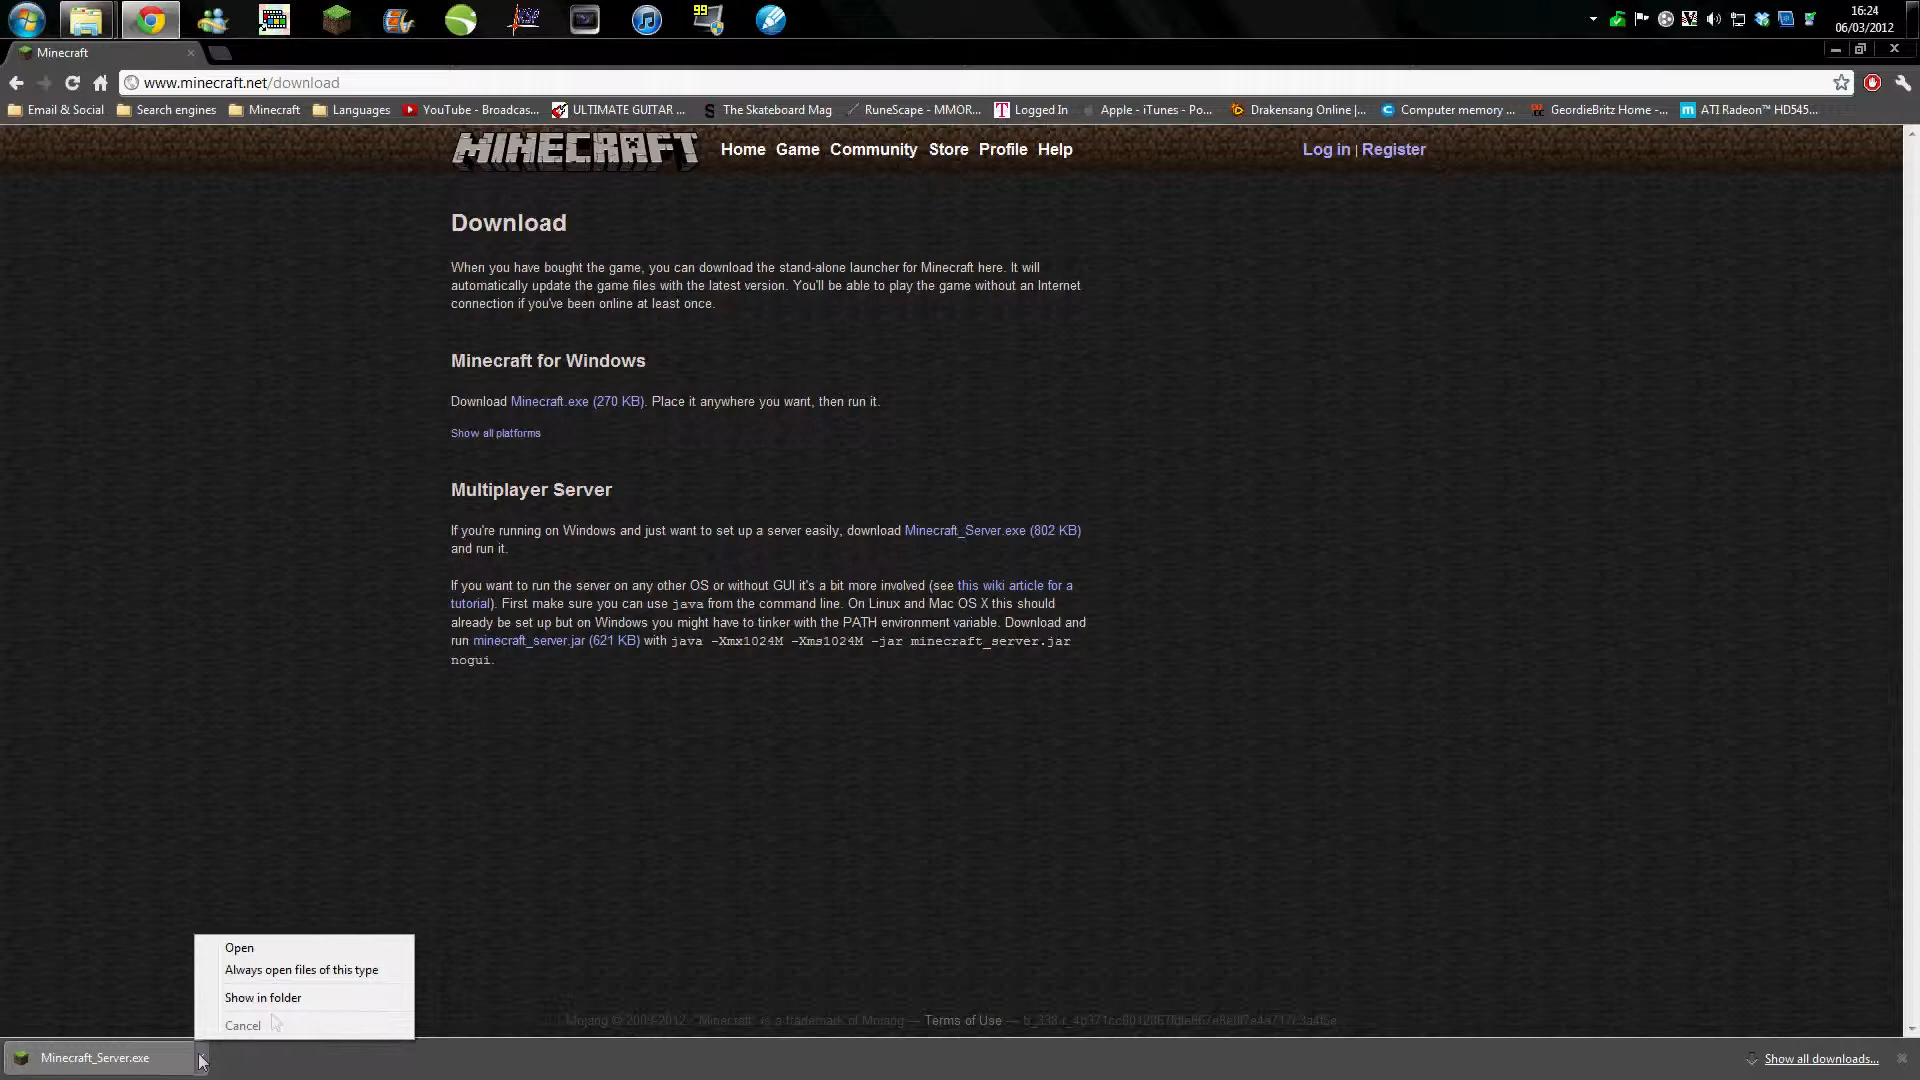 99
16:24
06/03/2012
Minecraft
www.minecraft.net/download
Email & Social
Search engines
Minecraft
Languages
YouTube - Broadcas...
ULTIMATE GUITAR ...
The Skateboard Mag
RuneScape - MMOR...
Logged In
Apple - iTunes - Po...
Drakensang Online |...
Computer memory ...
GeordieBritz Home -...
ATI Radeon™ HD545...
MINECRAFT
Home Game Community Store Profile Help
Log in | Register
Download
When you have bought the game, you can download the stand-alone launcher for Minecraft here. It will
automatically update the game files with the latest version. You'll be able to play the game without an Internet
connection if you've been online at least once.
Minecraft for Windows
Download Minecraft.exe (270 KB). Place it anywhere you want, then run it.
Show all platforms
Multiplayer Server
If you're running on Windows and just want to set up a server easily, download Minecraft_Server.exe (802 KB)
and run it.
If you want to run the server on any other OS or without GUI it's a bit more involved (see this wiki article for a
tutorial). First make sure you can use java from the command line. On Linux and Mac OS X this should
already be set up but on Windows you might have to tinker with the PATH environment variable. Download and
run minecraft_server.jar (621 KB) with java -Xmx1024M -Xms1024M -jar minecraft_server.jar
nogui.
Open
Always open files of this type
Show in folder
Cancel
Mojang © 2009-2012. "Minecraft" is a trademark of Mojang — Terms of Use —
Minecraft_Server.exe
Show all downloads...